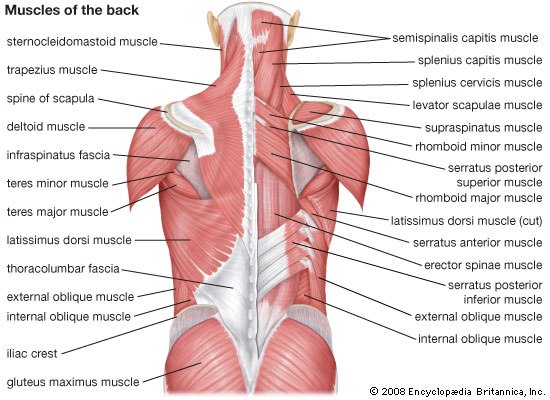 Muscles of the back
sternocleidomastoid muscle
trapezius muscle
spine of scapula
deltoid muscle
infraspinatus fascia
teres minor muscle
teres major muscle
latissimus dorsi muscle
thoracolumbar fascia
external oblique muscle
internal oblique muscle
iliac crest
gluteus maximus muscle
semispinalis capitis muscle
splenius capitis muscle
splenius cervicis muscle
levator scapulae muscle
supraspinatus muscle
rhomboid minor muscle
serratus posterior
superior muscle
rhomboid major muscle
latissimus dorsi muscle (cut)
serratus anterior muscle
erector spinae muscle
serratus posterior
inferior muscle
external oblique muscle
internal oblique muscle
© 2008 Encyclopædia Britannica, Inc.